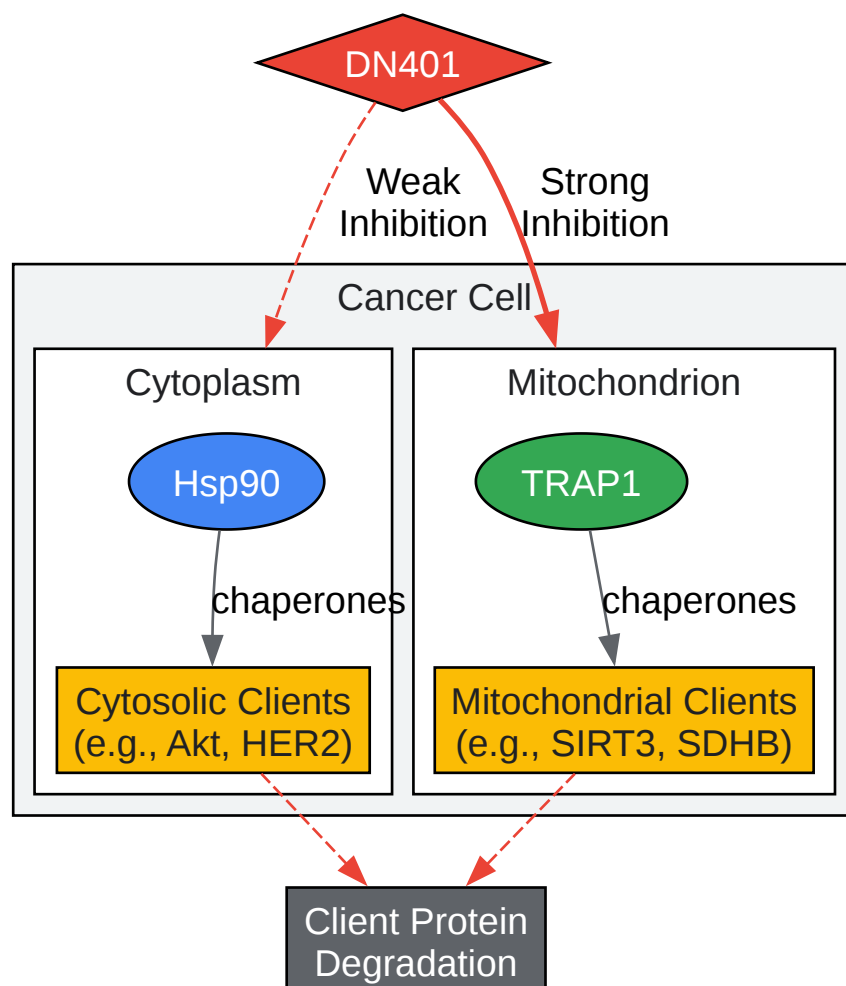 DN401
Weak
Inhibition
Strong
Inhibition
Cancer Cell
Cytoplasm
Mitochondrion
Hsp90
TRAP1
chaperones
chaperones
Cytosolic Clients
(e.g., Akt, HER2)
Mitochondrial Clients
(e.g., SIRT3, SDHB)
Client Protein
Degradation